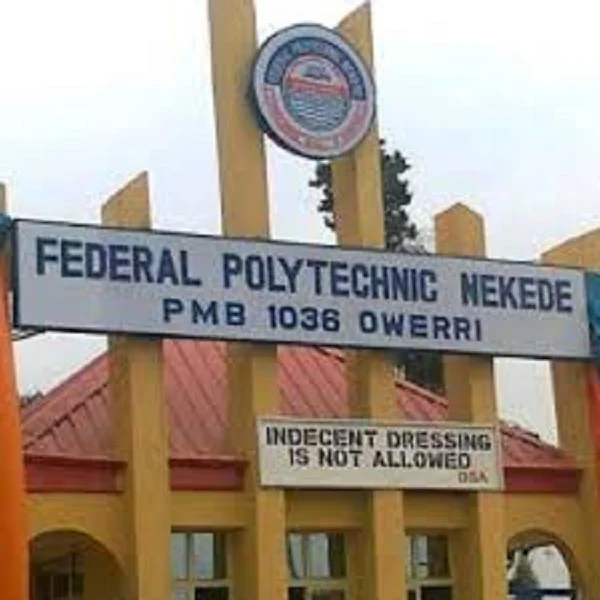 FEDERAL POLYTECHNIC NEKEDE
PMB 1036 OWERRI
INDECENT DRESSING
IS NOT ALLOWED
DSA